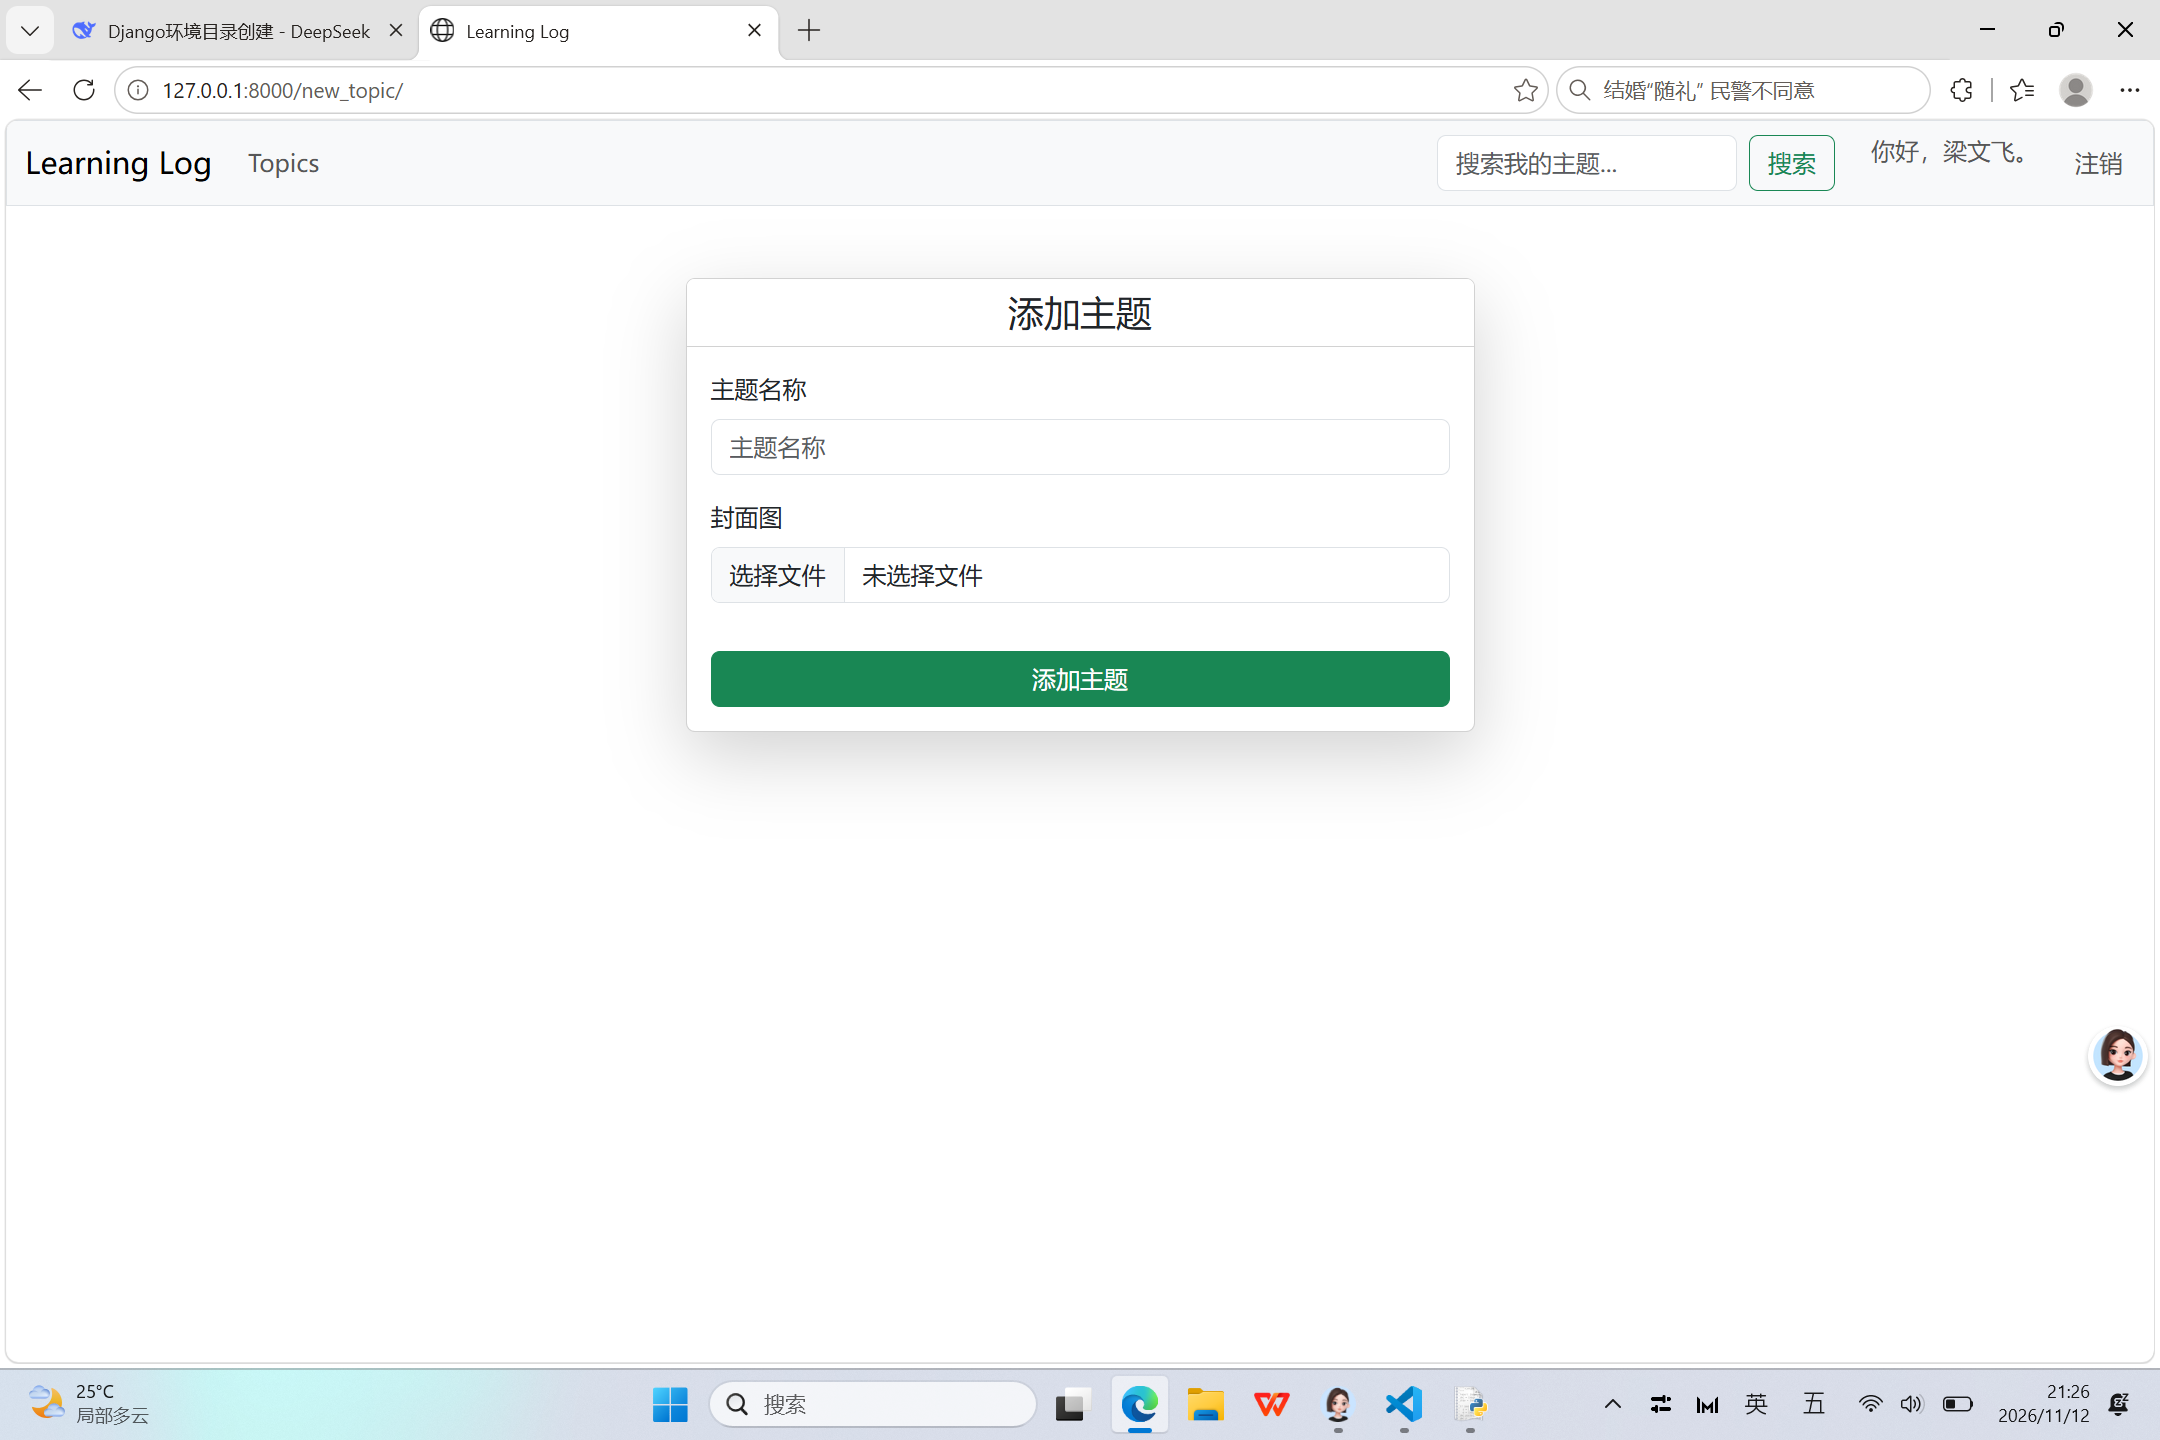 Django环境目录创建 - DeepSeek
Learning Log
127.0.0.1:8000/new_topic/
结婚“随礼” 民警不同意
Learning Log
Topics
搜索我的主题...
搜索
你好，梁文飞。
注销
添加主题
主题名称
主题名称
封面图
选择文件
未选择文件
添加主题
25°C
局部多云
搜索
英
五
21:26
2026/11/12